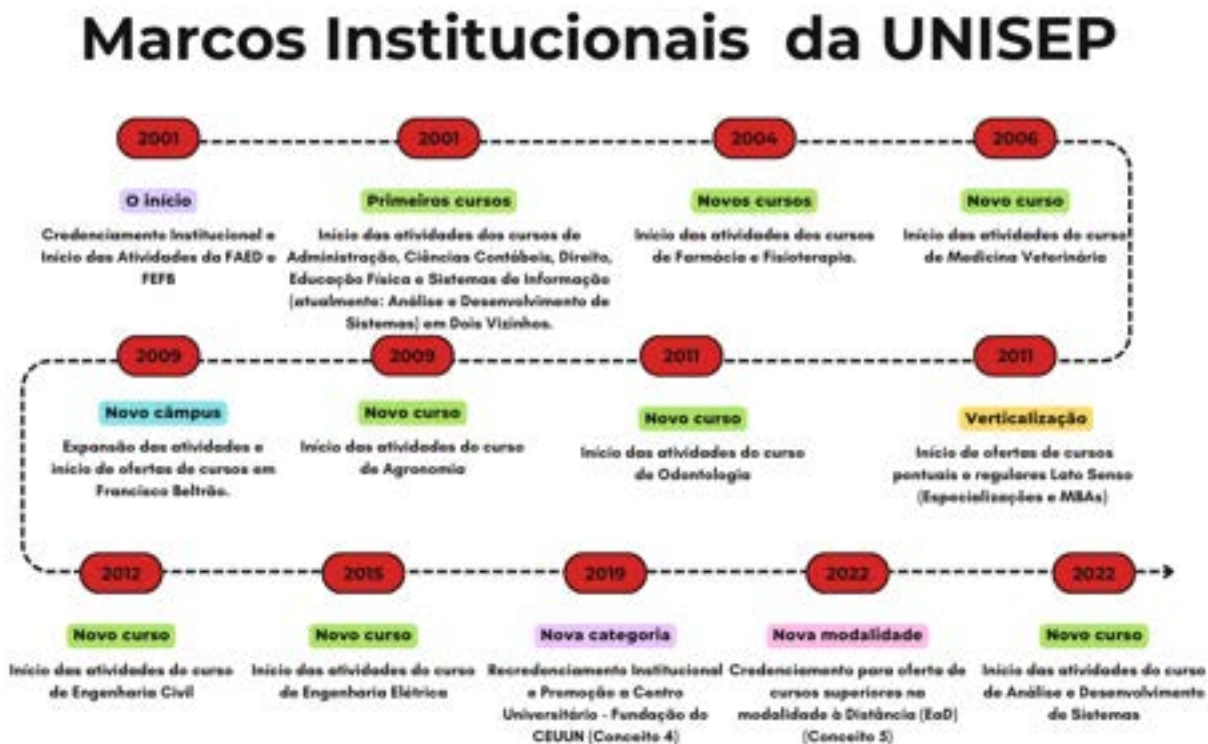 Marcos Institucionais da UNISEP
2001
O início
Credenciamento Institucional e
Início das Atividades da FAED e
FEFB
2001
Primeiros cursos
Início das atividades dos cursos de
Administração, Ciências Contábeis, Direito,
Educação Física e Sistemas de Informação
(atualmente: Análise e Desenvolvimento de
Sistemas) em Dois Vizinhos.
2004
Novos cursos
Início das atividades dos cursos
de Farmácia e Fisioterapia.
2006
Novo curso
Início das atividades do curso
de Medicina Veterinária
2009
Novo câmpus
Expansão das atividades e
início de ofertas de cursos em
Francisco Beltrão.
2009
Novo curso
Início das atividades do curso
de Agronomia
2011
Novo curso
Início das atividades do curso
de Odontologia
2011
Verticalização
Início de ofertas de cursos
pontuais e regulares Lato Senso
(Especializações e MBAs)
2012
Novo curso
Início das atividades do curso
de Engenharia Civil
2015
Novo curso
Início das atividades do curso
de Engenharia Elétrica
2019
Nova categoria
Recredenciamento Institucional
e Promoção a Centro
Universitário - Fundação do
CEUUN (Conceito 4)
2022
Nova modalidade
Credenciamento para oferta de
cursos superiores na
modalidade à Distância (EaD)
(Conceito 5)
2022
Novo curso
Início das atividades do curso
de Análise e Desenvolvimento
de Sistemas